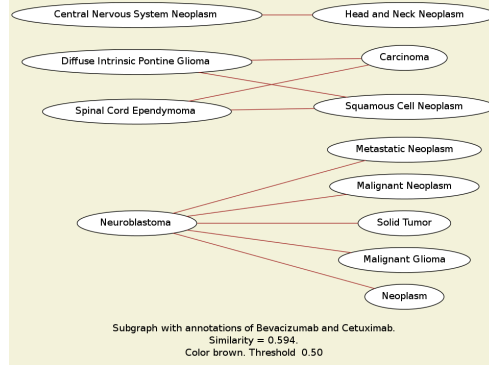 Central Nervous System Neoplasm
Head and Neck Neoplasm
Diffuse Intrinsic Pontine Glioma
Carcinoma
Spinal Cord Ependymoma
Squamous Cell Neoplasm
Metastatic Neoplasm
Malignant Neoplasm
Neuroblastoma
Solid Tumor
Malignant Glioma
Neoplasm
Subgraph with annotations of Bevacizumab and Cetuximab.
Similarity = 0.594.
Color brown. Threshold 0.50